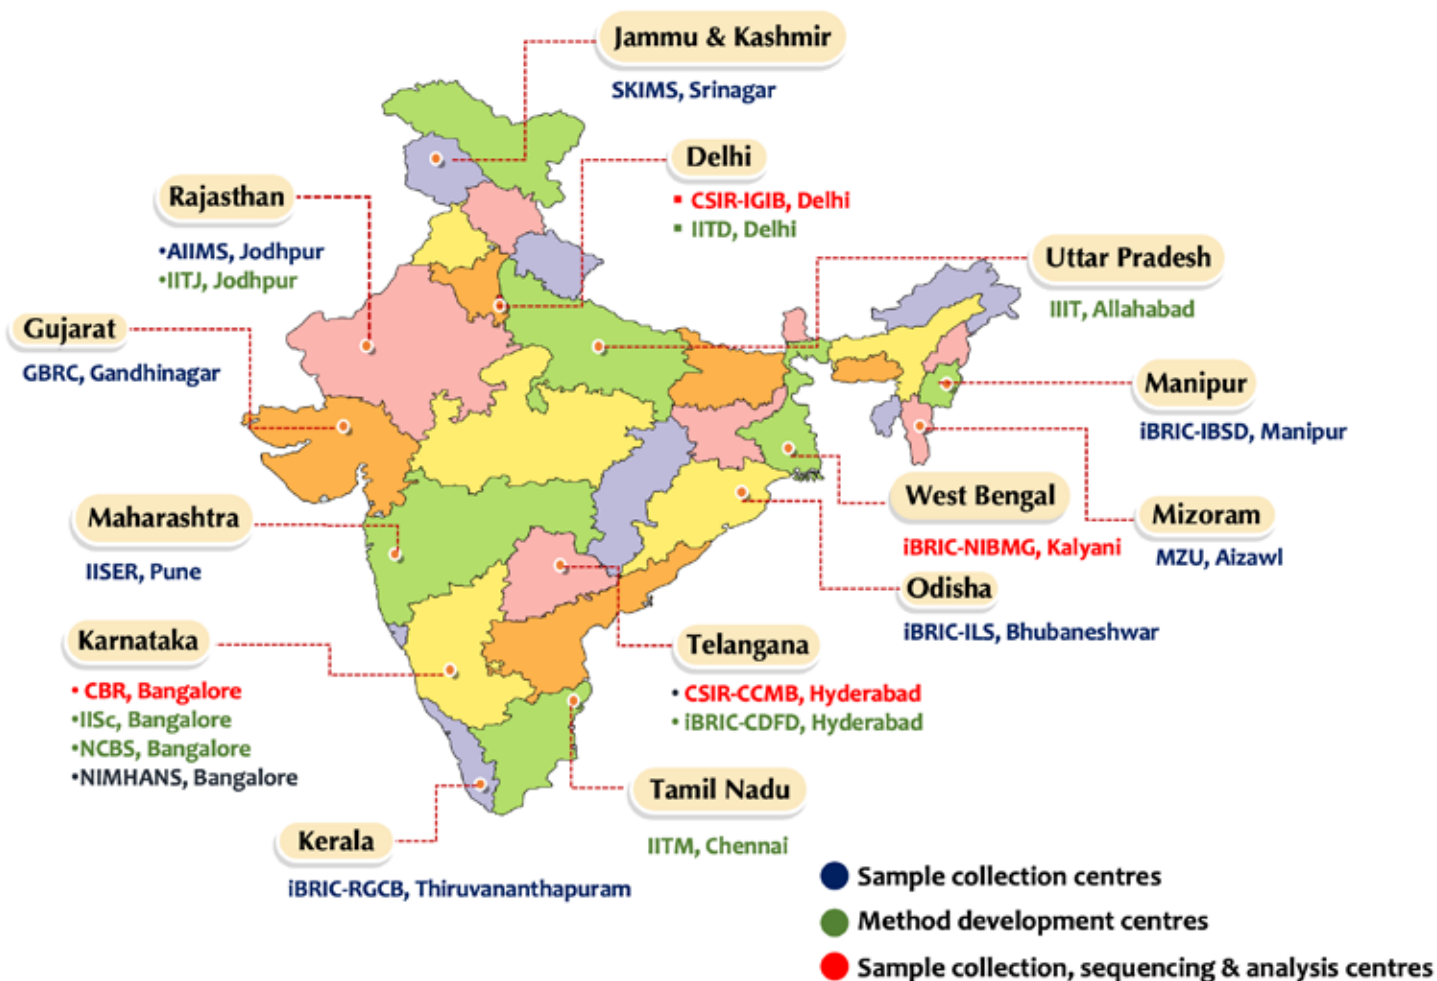 Jammu & Kashmir
SKIMS, Srinagar
Delhi
▪ CSIR-IGIB, Delhi
▪ IITD, Delhi
Rajasthan
•AIIMS, Jodhpur
•IITJ, Jodhpur
Uttar Pradesh
IIIT, Allahabad
Gujarat
GBRC, Gandhinagar
Manipur
iBRIC-IBSD, Manipur
West Bengal
iBRIC-NIBMG, Kalyani
Mizoram
MZU, Aizawl
Maharashtra
IISER, Pune
Odisha
iBRIC-ILS, Bhubaneshwar
Karnataka
• CBR, Bangalore
•IISc, Bangalore
•NCBS, Bangalore
•NIMHANS, Bangalore
Telangana
• CSIR-CCMB, Hyderabad
• iBRIC-CDFD, Hyderabad
Tamil Nadu
IITM, Chennai
Kerala
iBRIC-RGCB, Thiruvananthapuram
Sample collection centres
Method development centres
Sample collection, sequencing & analysis centres